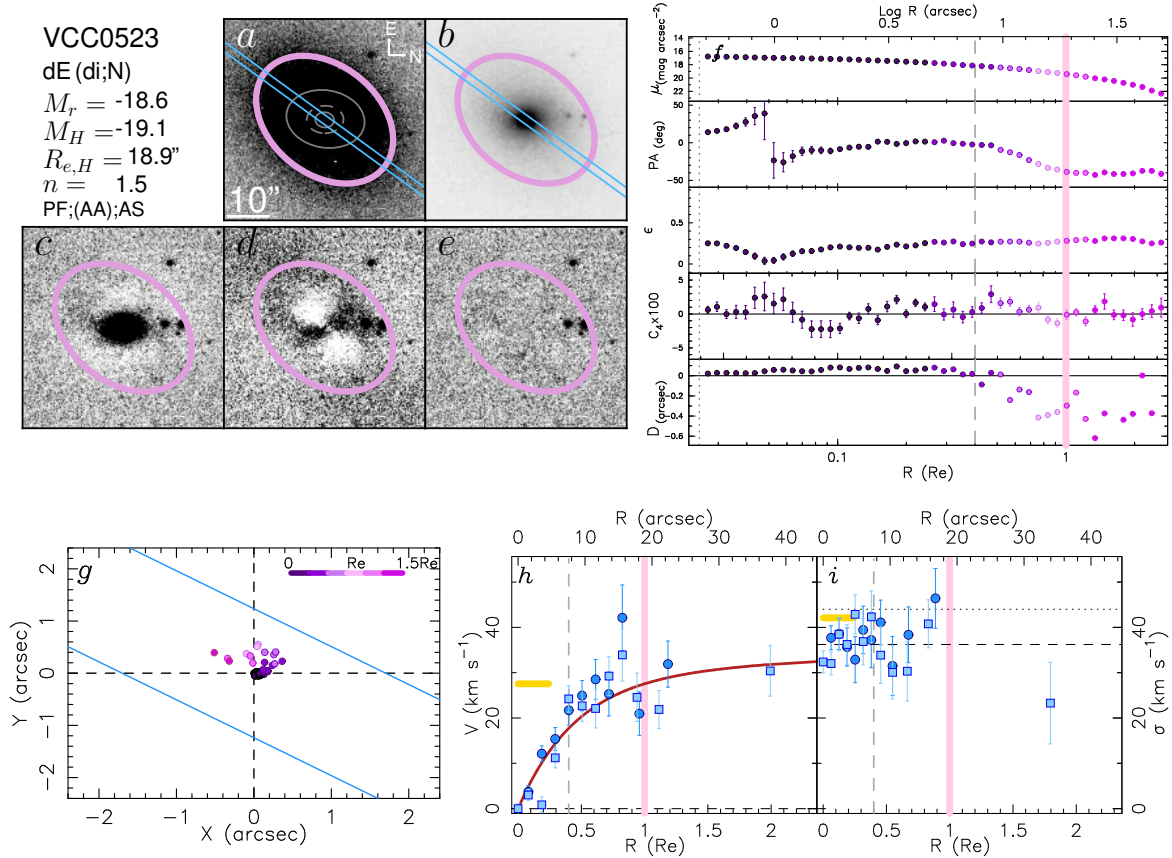 VCC0523
dE (di;N)
M_r = -18.6
M_H = -19.1
R_{e,H} = 18.9"
n = 1.5
PF;(AA);AS
a
E
N
10"
b
c
d
e
Log R (arcsec)
0 0.5 1 1.5
f
μ(mag arcsec⁻²)
14
18
20
22
PA (deg)
50
0
−50
ε
0.5
0
C₄x100
5
0
−5
D (arcsec)
0
−0.2
−0.4
−0.6
0.1 1
R (Re)
g
0 Re 1.5Re
Y (arcsec)
2
1
0
−1
−2
−2 −1 0 1 2
X (arcsec)
R (arcsec)
0 10 20 30 40
h
V (km s⁻¹)
40
20
0
0 0.5 1 1.5 2
R (Re)
R (arcsec)
0 10 20 30 40
i
σ (km s⁻¹)
40
20
0
0 0.5 1 1.5 2
R (Re)